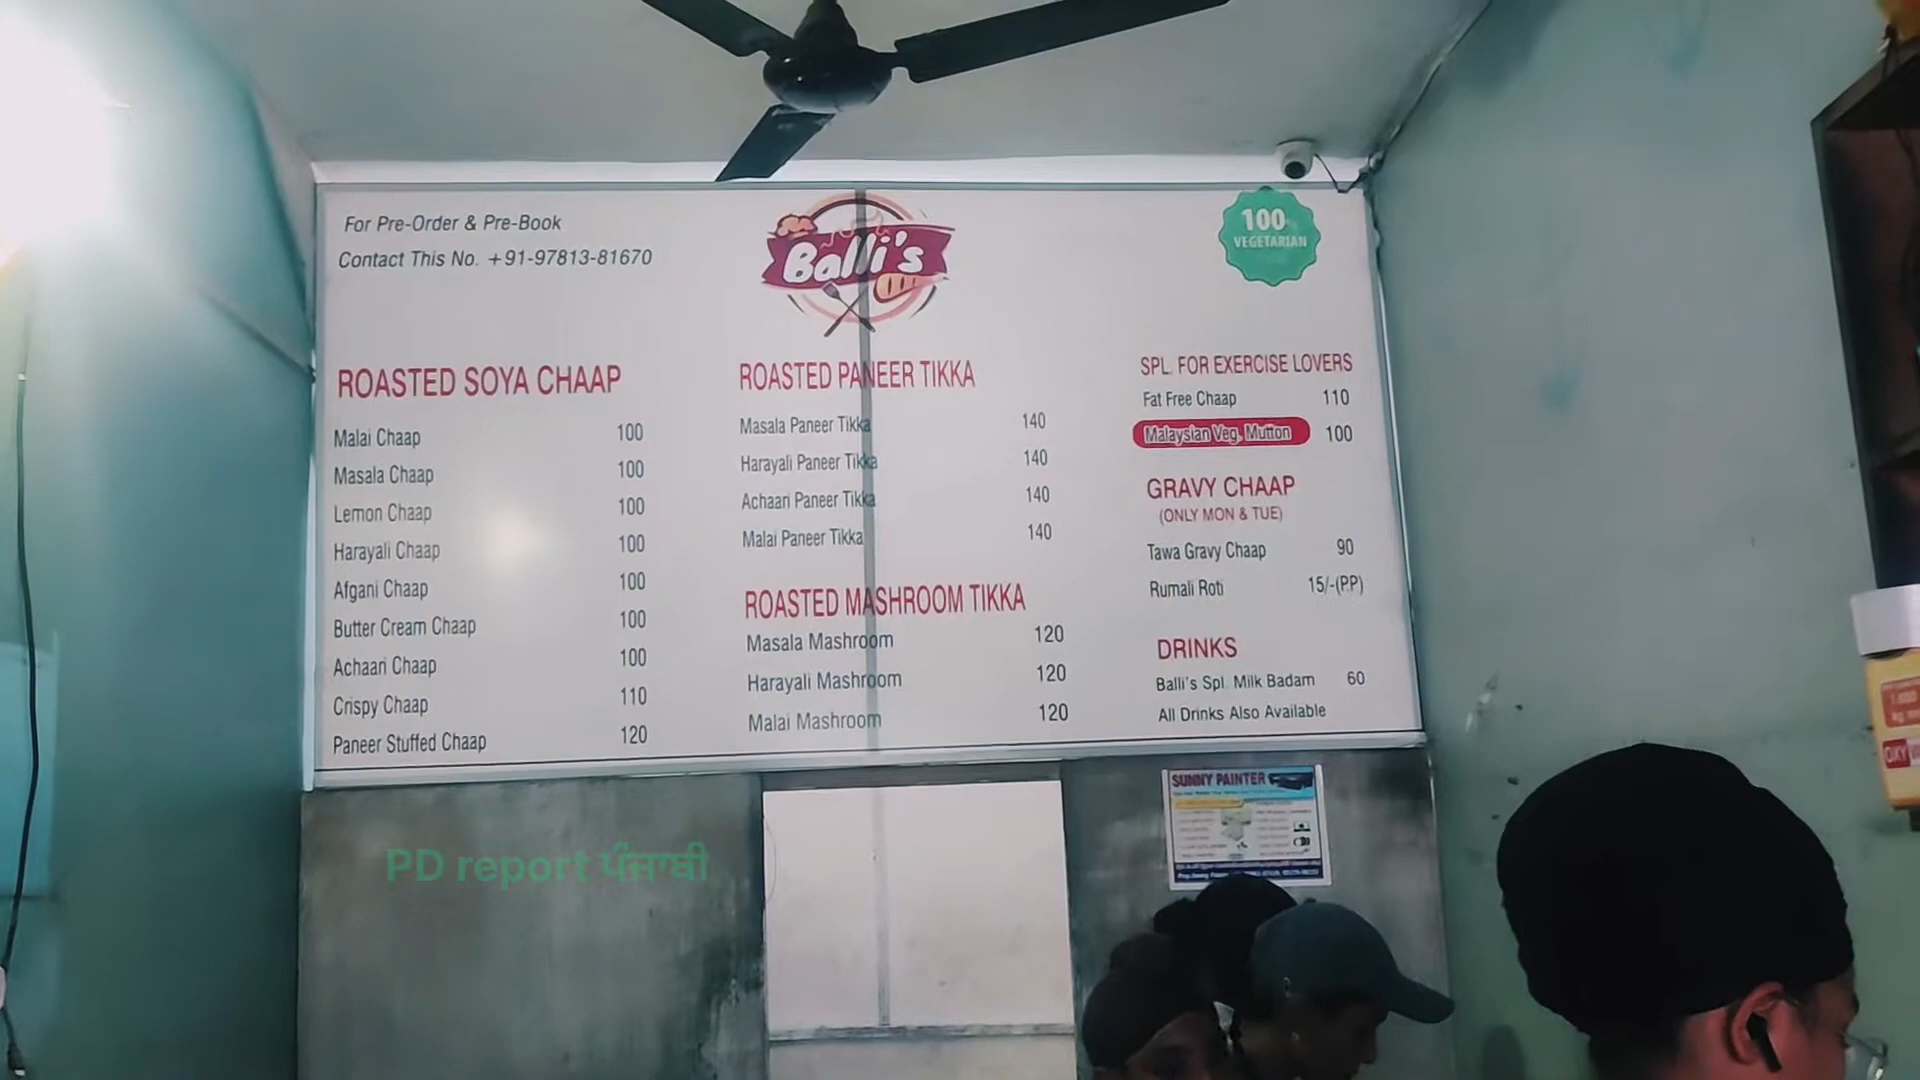 For Pre-Order & Pre-Book
Contact This No. +91-97813-81670
Balli's
100
VEGETARIAN
ROASTED SOYA CHAAP
Malai Chaap 100
Masala Chaap 100
Lemon Chaap 100
Harayali Chaap 100
Afgani Chaap 100
Butter Cream Chaap 100
Achaari Chaap 100
Crispy Chaap 110
Paneer Stuffed Chaap 120
ROASTED PANEER TIKKA
Masala Paneer Tikka 140
Harayali Paneer Tikka 140
Achaari Paneer Tikka 140
Malai Paneer Tikka 140
ROASTED MASHROOM TIKKA
Masala Mashroom 120
Harayali Mashroom 120
Malai Mashroom 120
SPL. FOR EXERCISE LOVERS
Fat Free Chaap 110
Malaysian Veg. Mutton 100
GRAVY CHAAP
(ONLY MON & TUE)
Tawa Gravy Chaap 90
Rumali Roti 15/-(PP)
DRINKS
Balli's Spl. Milk Badam 60
All Drinks Also Available
SUNNY PAINTER
PD report ਪੰਜਾਬੀ